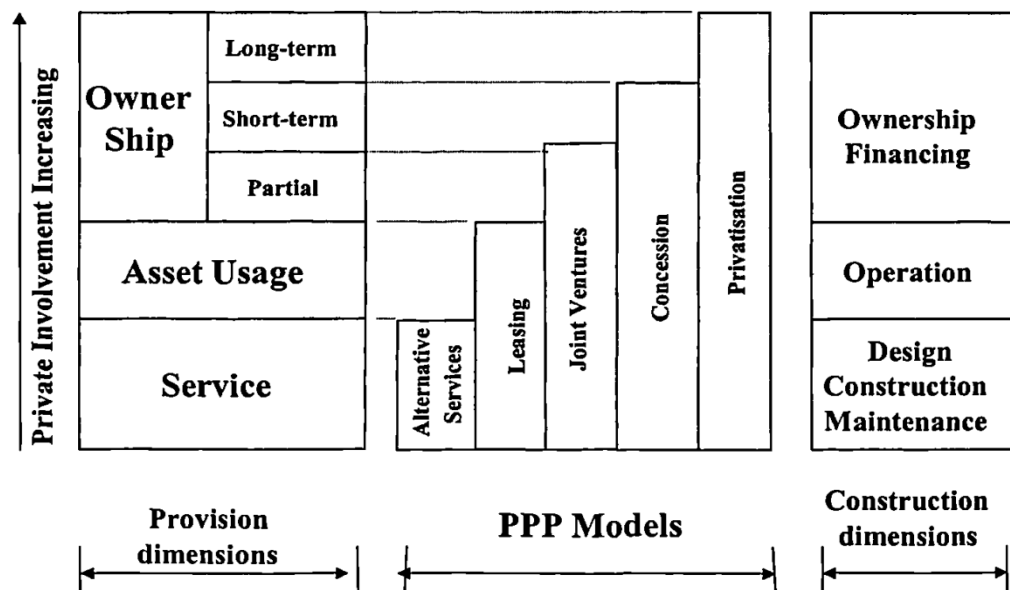 Private Involvement Increasing
Owner
Ship
Long-term
Short-term
Partial
Asset Usage
Service
Alternative
Services
Leasing
Joint Ventures
Concession
Privatisation
Ownership
Financing
Operation
Design
Construction
Maintenance
Provision
dimensions
PPP Models
Construction
dimensions